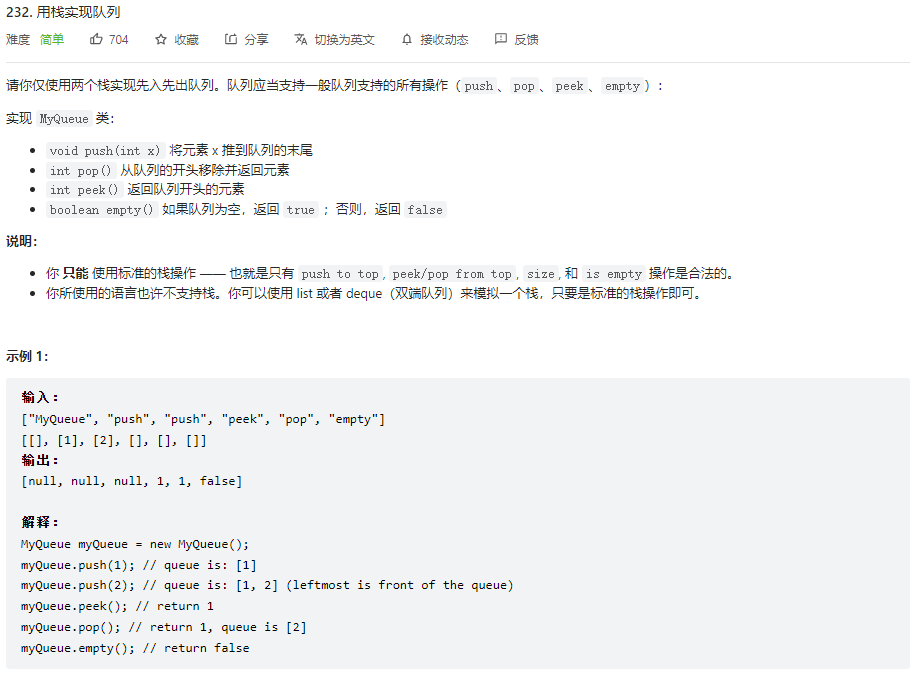 232. 用栈实现队列
难度 简单 704 收藏 分享 切换为英文 接收动态 反馈
请你仅使用两个栈实现先入先出队列。队列应当支持一般队列支持的所有操作（push、pop、peek、empty）：
实现 MyQueue 类：
void push(int x) 将元素 x 推到队列的末尾
int pop() 从队列的开头移除并返回元素
int peek() 返回队列开头的元素
boolean empty() 如果队列为空，返回 true ；否则，返回 false
说明：
你 只能 使用标准的栈操作 —— 也就是只有 push to top, peek/pop from top, size, 和 is empty 操作是合法的。
你所使用的语言也许不支持栈。你可以使用 list 或者 deque（双端队列）来模拟一个栈，只要是标准的栈操作即可。
示例 1：
输入：
["MyQueue", "push", "push", "peek", "pop", "empty"]
[[], [1], [2], [], [], []]
输出：
[null, null, null, 1, 1, false]
解释：
MyQueue myQueue = new MyQueue();
myQueue.push(1); // queue is: [1]
myQueue.push(2); // queue is: [1, 2] (leftmost is front of the queue)
myQueue.peek(); // return 1
myQueue.pop(); // return 1, queue is [2]
myQueue.empty(); // return false